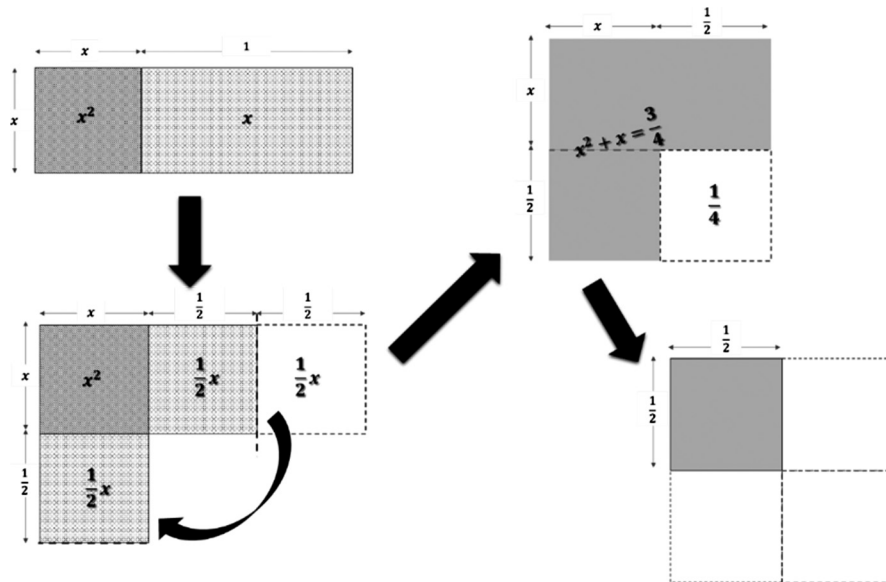 x 1
x
x² x
x ½ ½
x
x² ½x ½x
½
½x
x ½
x
x² + x = ¾
½
¼
½
½